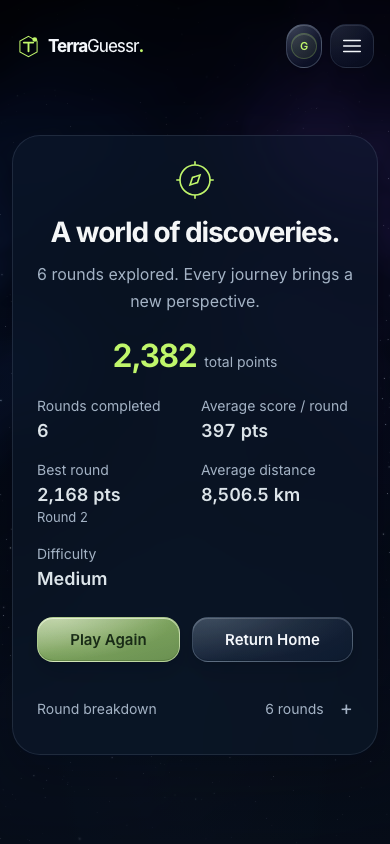 TerraGuessr.
G
A world of discoveries.
6 rounds explored. Every journey brings a
new perspective.
2,382 total points
Rounds completed
6
Average score / round
397 pts
Best round
2,168 pts
Round 2
Average distance
8,506.5 km
Difficulty
Medium
Play Again
Return Home
Round breakdown
6 rounds +